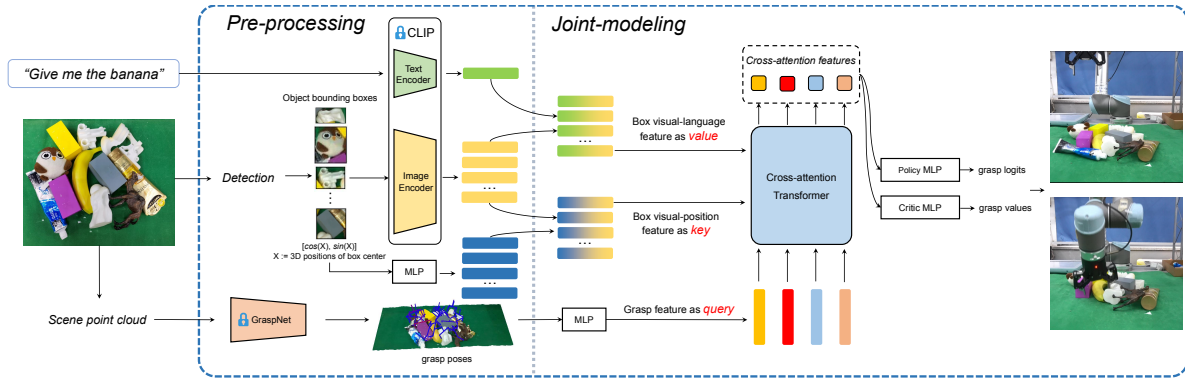 Pre-processing
Joint-modeling
CLIP
"Give me the banana"
Text
Encoder
Cross-attention features
Object bounding boxes
Box visual-language
feature as value
...
Detection
Image
Encoder
...
Cross-attention
Transformer
Policy MLP
grasp logits
Critic MLP
grasp values
Box visual-position
feature as key
...
[cos(X), sin(X)]
X := 3D positions of box center
MLP
...
Scene point cloud
GraspNet
grasp poses
MLP
Grasp feature as query